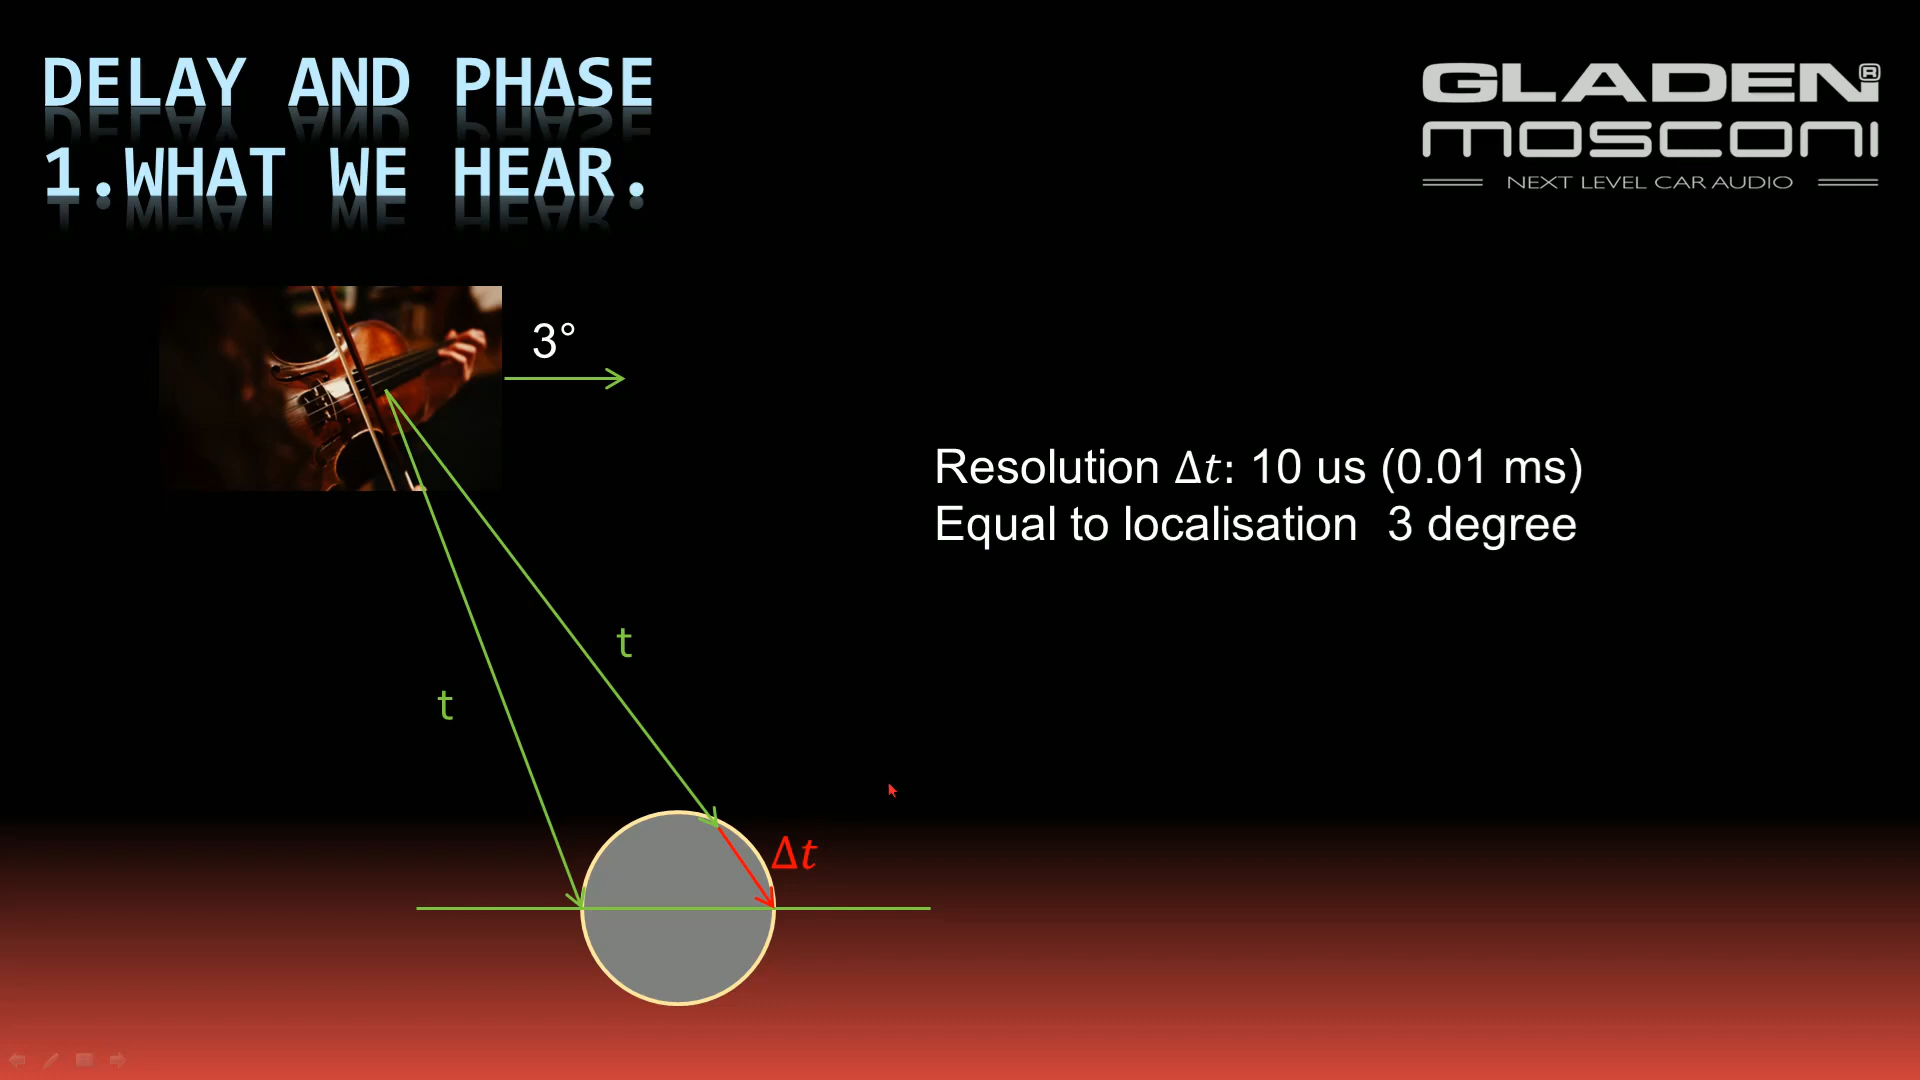 DELAY AND PHASE
1.WHAT WE HEAR.
GLADEN®
MOSCONI
NEXT LEVEL CAR AUDIO
3°
Resolution Δ𝑡: 10 us (0.01 ms)
Equal to localisation  3 degree
t
t
Δ𝑡